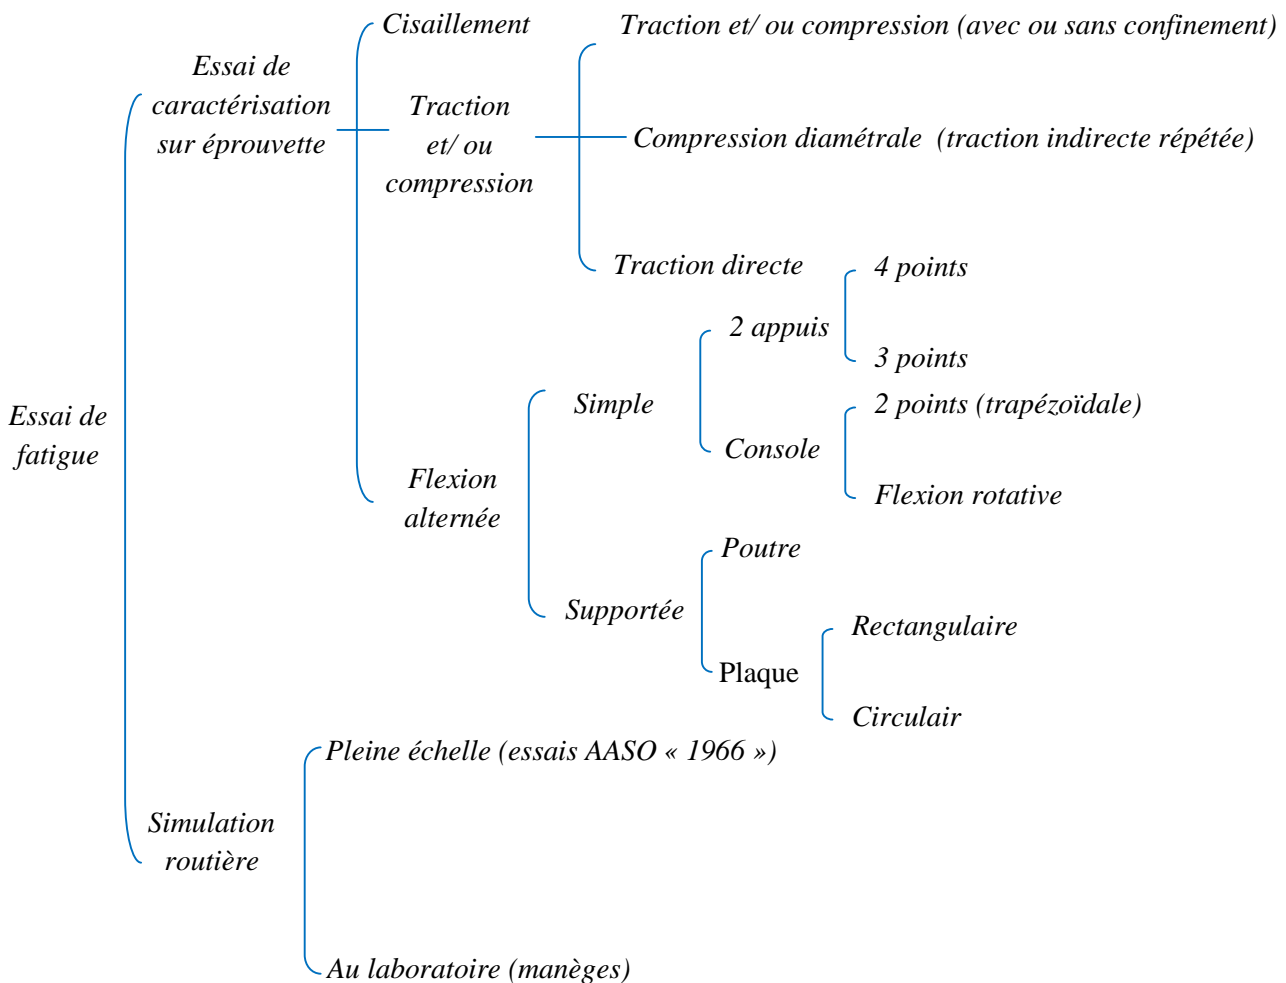 Cisaillement
Traction et/ ou compression (avec ou sans confinement)
Essai de
caractérisation
sur éprouvette
Traction
et/ ou
compression
Compression diamétrale  (traction indirecte répétée)
Traction directe
4 points
2 appuis
3 points
Simple
2 points (trapézoïdale)
Essai de
fatigue
Console
Flexion
alternée
Flexion rotative
Poutre
Supportée
Rectangulaire
Plaque
Circulair
Pleine échelle (essais AASO « 1966 »)
Simulation
routière
Au laboratoire (manèges)